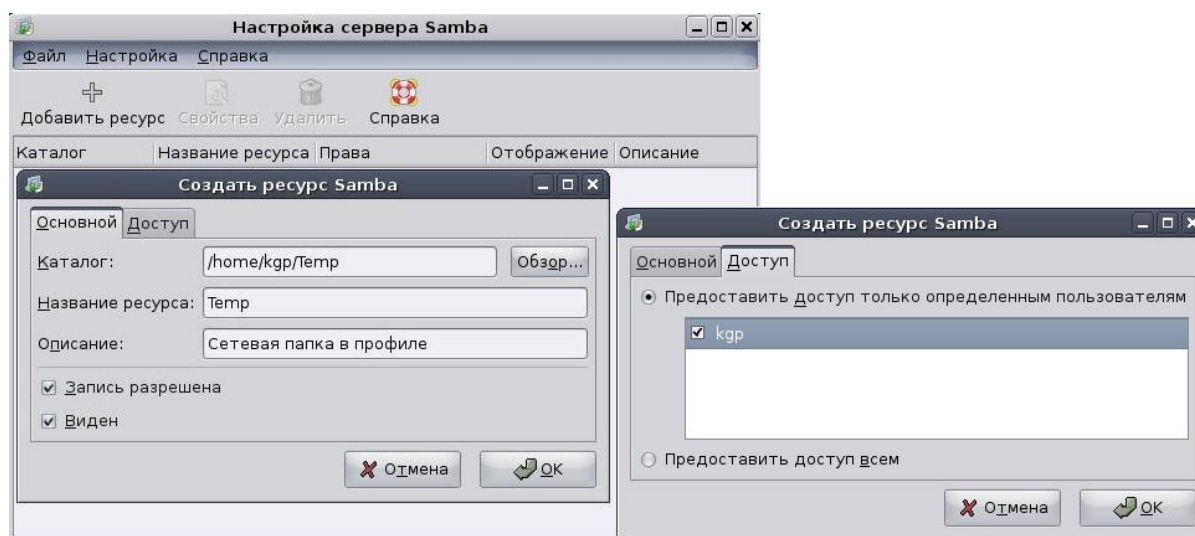 Настройка сервера Samba
Файл Настройка Справка
Добавить ресурс Свойства Удалить Справка
Каталог Название ресурса Права Отображение Описание
Создать ресурс Samba
Основной Доступ
Каталог: /home/kgp/Temp Обзор...
Название ресурса: Temp
Описание: Сетевая папка в профиле
Запись разрешена
Виден
Отмена OK
Создать ресурс Samba
Основной Доступ
Предоставить доступ только определенным пользователям
kgp
Предоставить доступ всем
Отмена OK